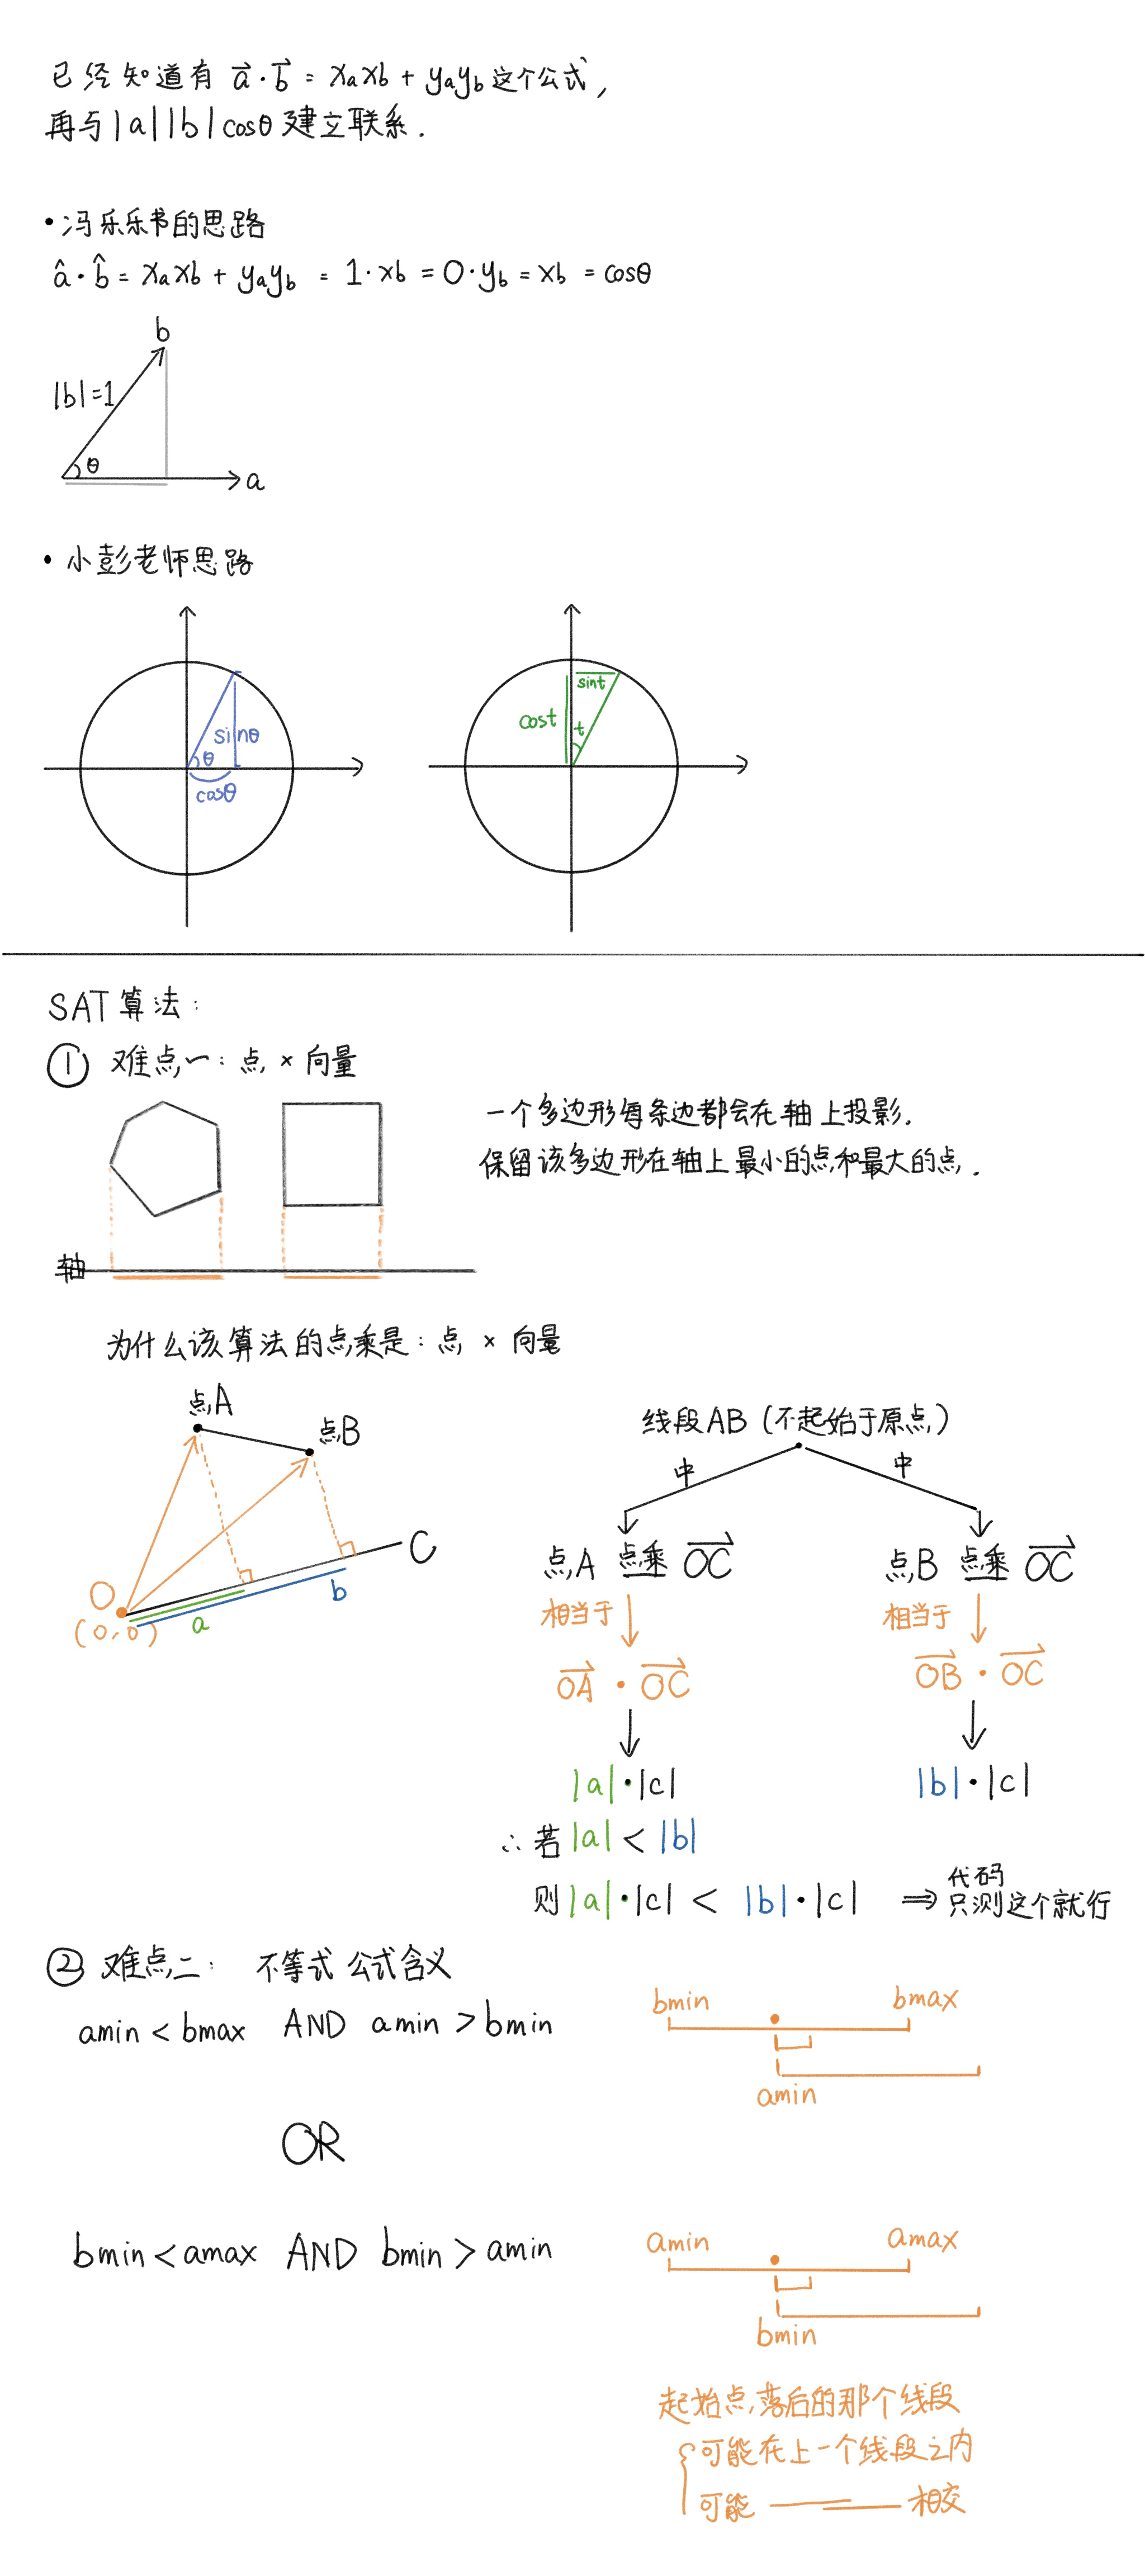 已经知道有 a·b = xaxb + yayb 这个公式,
再与|a||b|cosθ 建立联系.
• 冯乐乐书的思路
â·b̂ = xaxb + yayb = 1·xb = 0·yb = xb = cosθ
b
|b|=1
θ
a
• 小彭老师思路
sinθ
θ
cosθ
sint
cost
t
SAT 算法:
① 难点一: 点 × 向量
一个多边形每条边都会在轴上投影.
保留该多边形在轴上最小的点和最大的点.
轴
为什么该算法的点乘是: 点 × 向量
点A
点B
C
O
(0,0)
a
b
线段AB (不起始于原点)
中
中
点A 点乘 OC
点B 点乘 OC
相当于
相当于
OA · OC
OB · OC
|a|·|c|
|b|·|c|
∴ 若 |a| < |b|
则 |a|·|c| < |b|·|c| ⇒ 代码
只测这个就行
② 难点二: 不等式 公式含义
amin < bmax AND amin > bmin
bmin
bmax
amin
OR
bmin < amax AND bmin > amin
amin
amax
bmin
起始点落后的那个线段
可能在上一个线段之内
可能 —— 相交